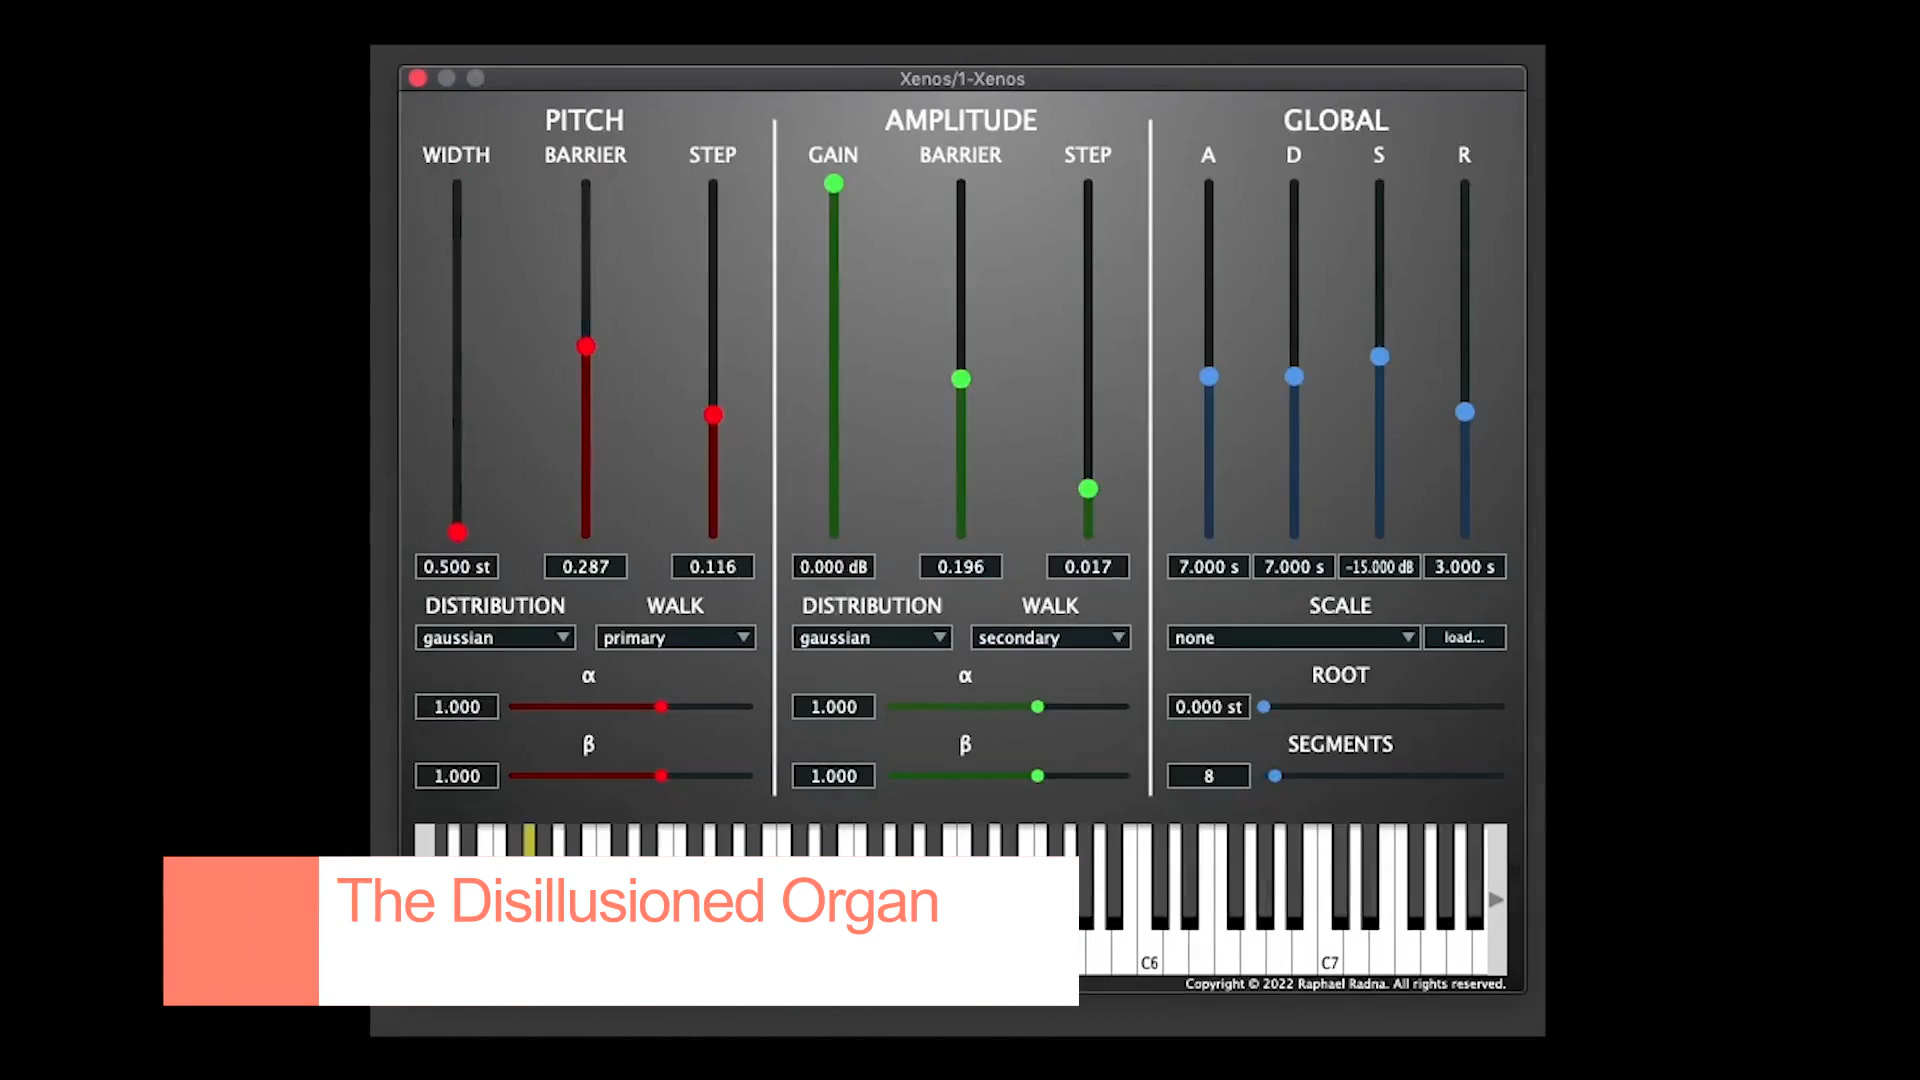 Xenos/1-Xenos
PITCH AMPLITUDE GLOBAL
WIDTH BARRIER STEP GAIN BARRIER STEP A D S R
0.500 st 0.287 0.116 0.000 dB 0.196 0.017 7.000 s 7.000 s -15.000 dB 3.000 s
DISTRIBUTION WALK DISTRIBUTION WALK SCALE
gaussian primary gaussian secondary none load...
α α ROOT
1.000 1.000 0.000 st
β β SEGMENTS
1.000 1.000 8
The Disillusioned Organ
C6 C7
Copyright © 2022 Raphael Radna. All rights reserved.